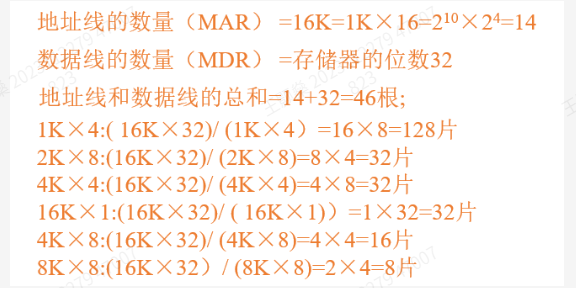 地址线的数量（MAR） =16K=1K×16=2¹⁰×2⁴=14
数据线的数量（MDR） =存储器的位数32
地址线和数据线的总和=14+32=46根;
1K×4:( 16K×32)/ (1K×4）=16×8=128片
2K×8:(16K×32)/ (2K×8)=8×4=32片
4K×4:(16K×32)/ (4K×4)=4×8=32片
16K×1:(16K×32)/ ( 16K×1)）=1×32=32片
4K×8:(16K×32)/ (4K×8)=4×4=16片
8K×8:(16K×32）/ (8K×8)=2×4=8片